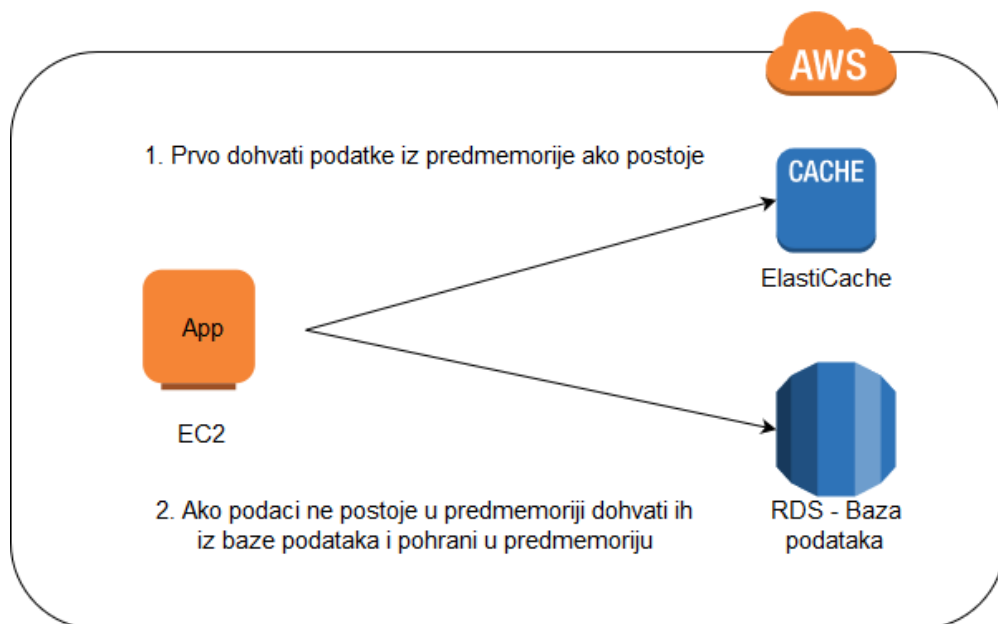 AWS
1. Prvo dohvati podatke iz predmemorije ako postoje
CACHE
ElastiCache
App
EC2
2. Ako podaci ne postoje u predmemoriji dohvati ih
iz baze podataka i pohrani u predmemoriju
RDS - Baza
podataka